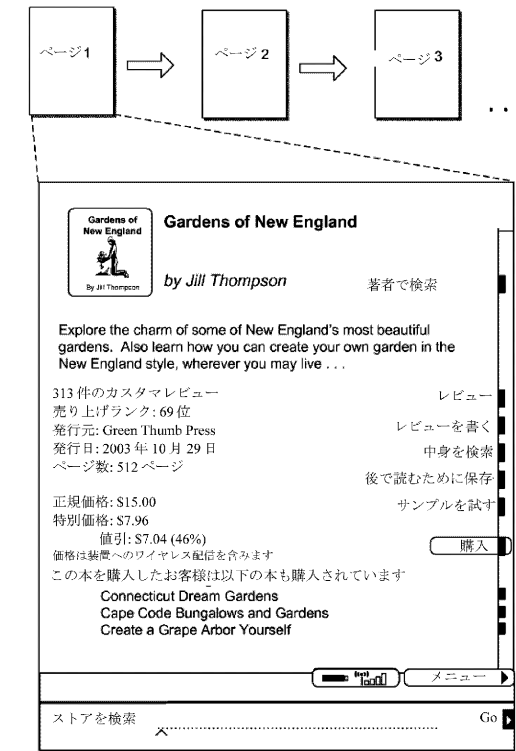 ページ 1
ページ 2
ページ 3
. .
Gardens of
New England
By Jill Thompson
Gardens of New England
by Jill Thompson
著者で検索
Explore the charm of some of New England's most beautiful
gardens. Also learn how you can create your own garden in the
New England style, wherever you may live . . .
313 件のカスタマレビュー
レビュー
売り上げランク: 69 位
発行元: Green Thumb Press
レビューを書く
発行日: 2003 年 10 月 29 日
中身を検索
ページ数: 512 ページ
後で読むために保存
正規価格: $15.00
サンプルを試す
特別価格: $7.96
値引: $7.04 (46%)
購入
価格は装置へのワイヤレス配信を含みます
この本を購入したお客様は以下の本も購入されています
Connecticut Dream Gardens
Cape Code Bungalows and Gardens
Create a Grape Arbor Yourself
メニュー
ストアを検索
Go